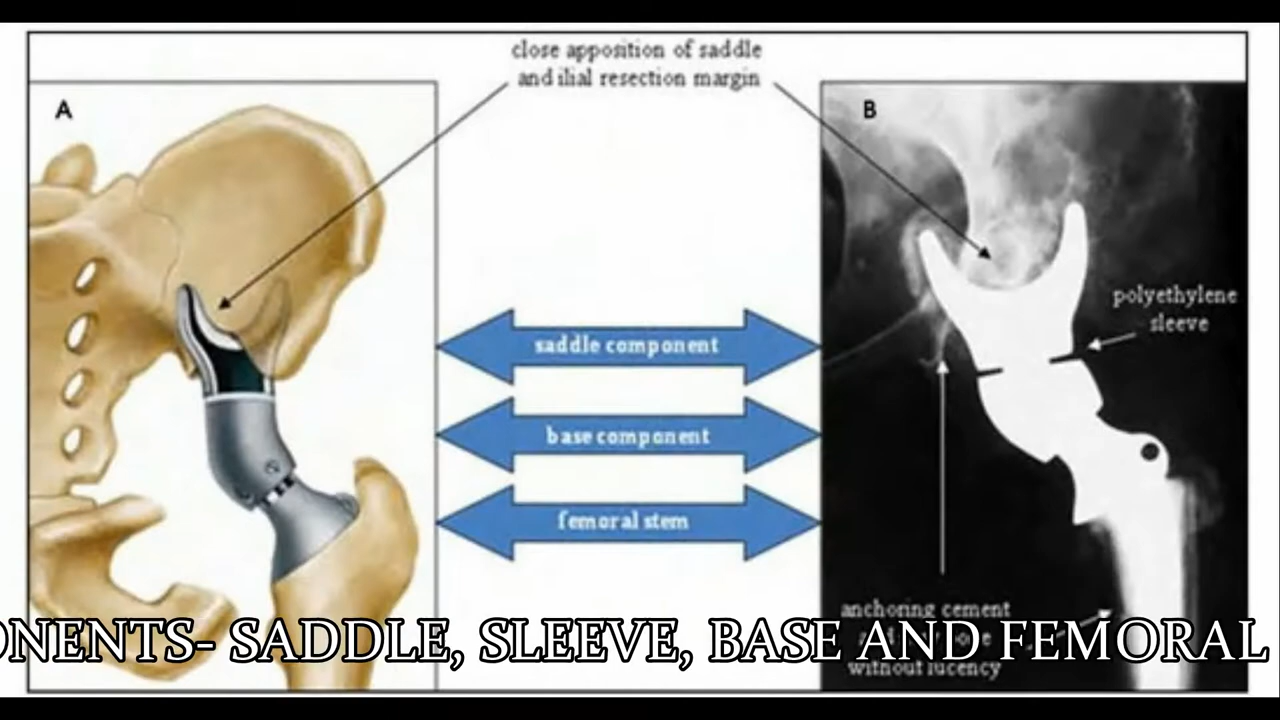 close apposition of saddle
and ilial resection margin
A
B
polyethylene
sleeve
saddle component
base component
femoral stem
anchoring cement
without lucency
ONENTS- SADDLE, SLEEVE, BASE AND FEMORAL